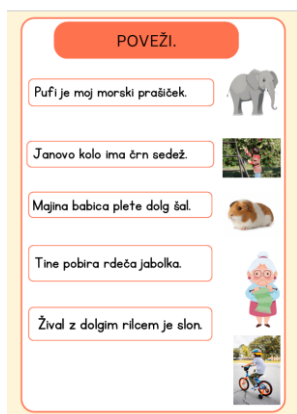 POVEŽI.
Pufi je moj morski prašiček.
Janovo kolo ima črn sedež.
Majina babica plete dolg šal.
Tine pobira rdeča jabolka.
Žival z dolgim rilcem je slon.